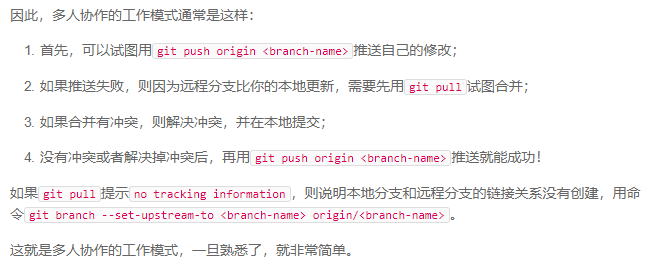 因此，多人协作的工作模式通常是这样：
1. 首先，可以试图用git push origin <branch-name>推送自己的修改；
2. 如果推送失败，则因为远程分支比你的本地更新，需要先用git pull试图合并；
3. 如果合并有冲突，则解决冲突，并在本地提交；
4. 没有冲突或者解决掉冲突后，再用git push origin <branch-name>推送就能成功！
如果git pull提示no tracking information，则说明本地分支和远程分支的链接关系没有创建，用命
令git branch --set-upstream-to <branch-name> origin/<branch-name>。
这就是多人协作的工作模式，一旦熟悉了，就非常简单。